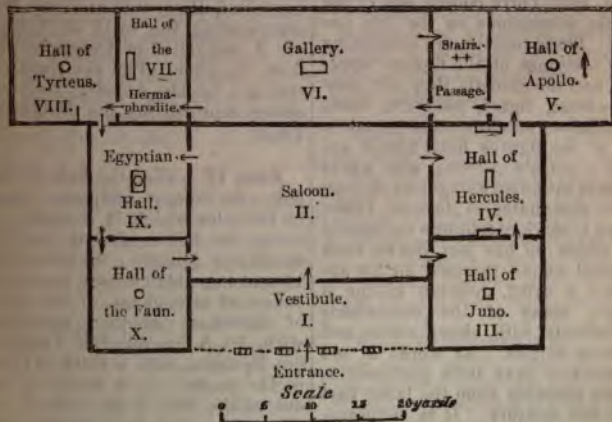 Hall of
Tyrteus.
VIII.
Hall of
the
VII.
Herma-
phrodite.
Gallery.
VI.
Stairs.
Passage.
Hall of
Apollo.
V.
Egyptian
Hall.
IX.
Saloon.
II.
Hall of
Hercules.
IV.
Hall of
the Faun.
X.
Vestibule.
I.
Hall of
Juno.
III.
Entrance.
Scale
0 5 10 15 20 yards